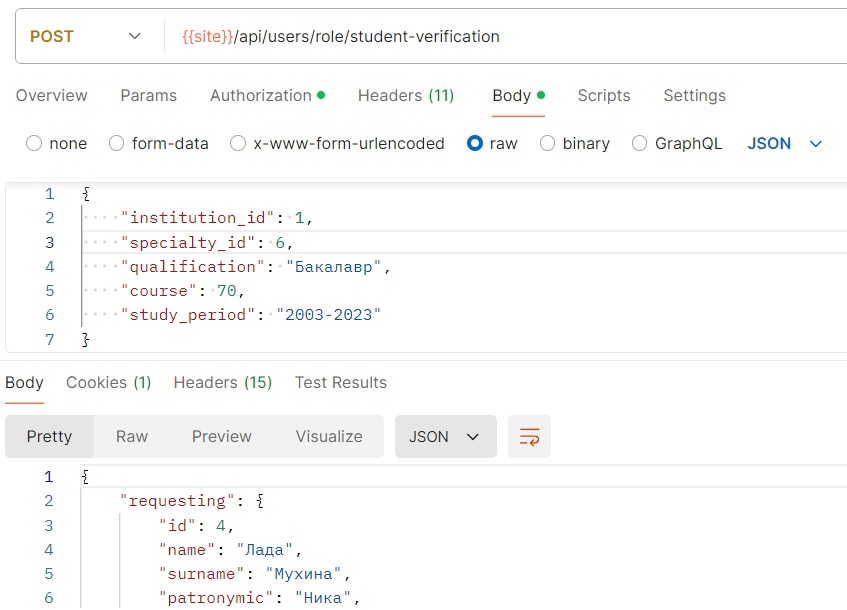 POST {{site}}/api/users/role/student-verification
Overview Params Authorization Headers (11) Body Scripts Settings
none form-data x-www-form-urlencoded raw binary GraphQL JSON
1 {
2 "institution_id": 1,
3 "specialty_id": 6,
4 "qualification": "Бакалавр",
5 "course": 70,
6 "study_period": "2003-2023"
7 }
Body Cookies (1) Headers (15) Test Results
Pretty Raw Preview Visualize JSON
1 {
2 "requesting": {
3 "id": 4,
4 "name": "Лада",
5 "surname": "Мухина",
6 "patronymic": "Ника",